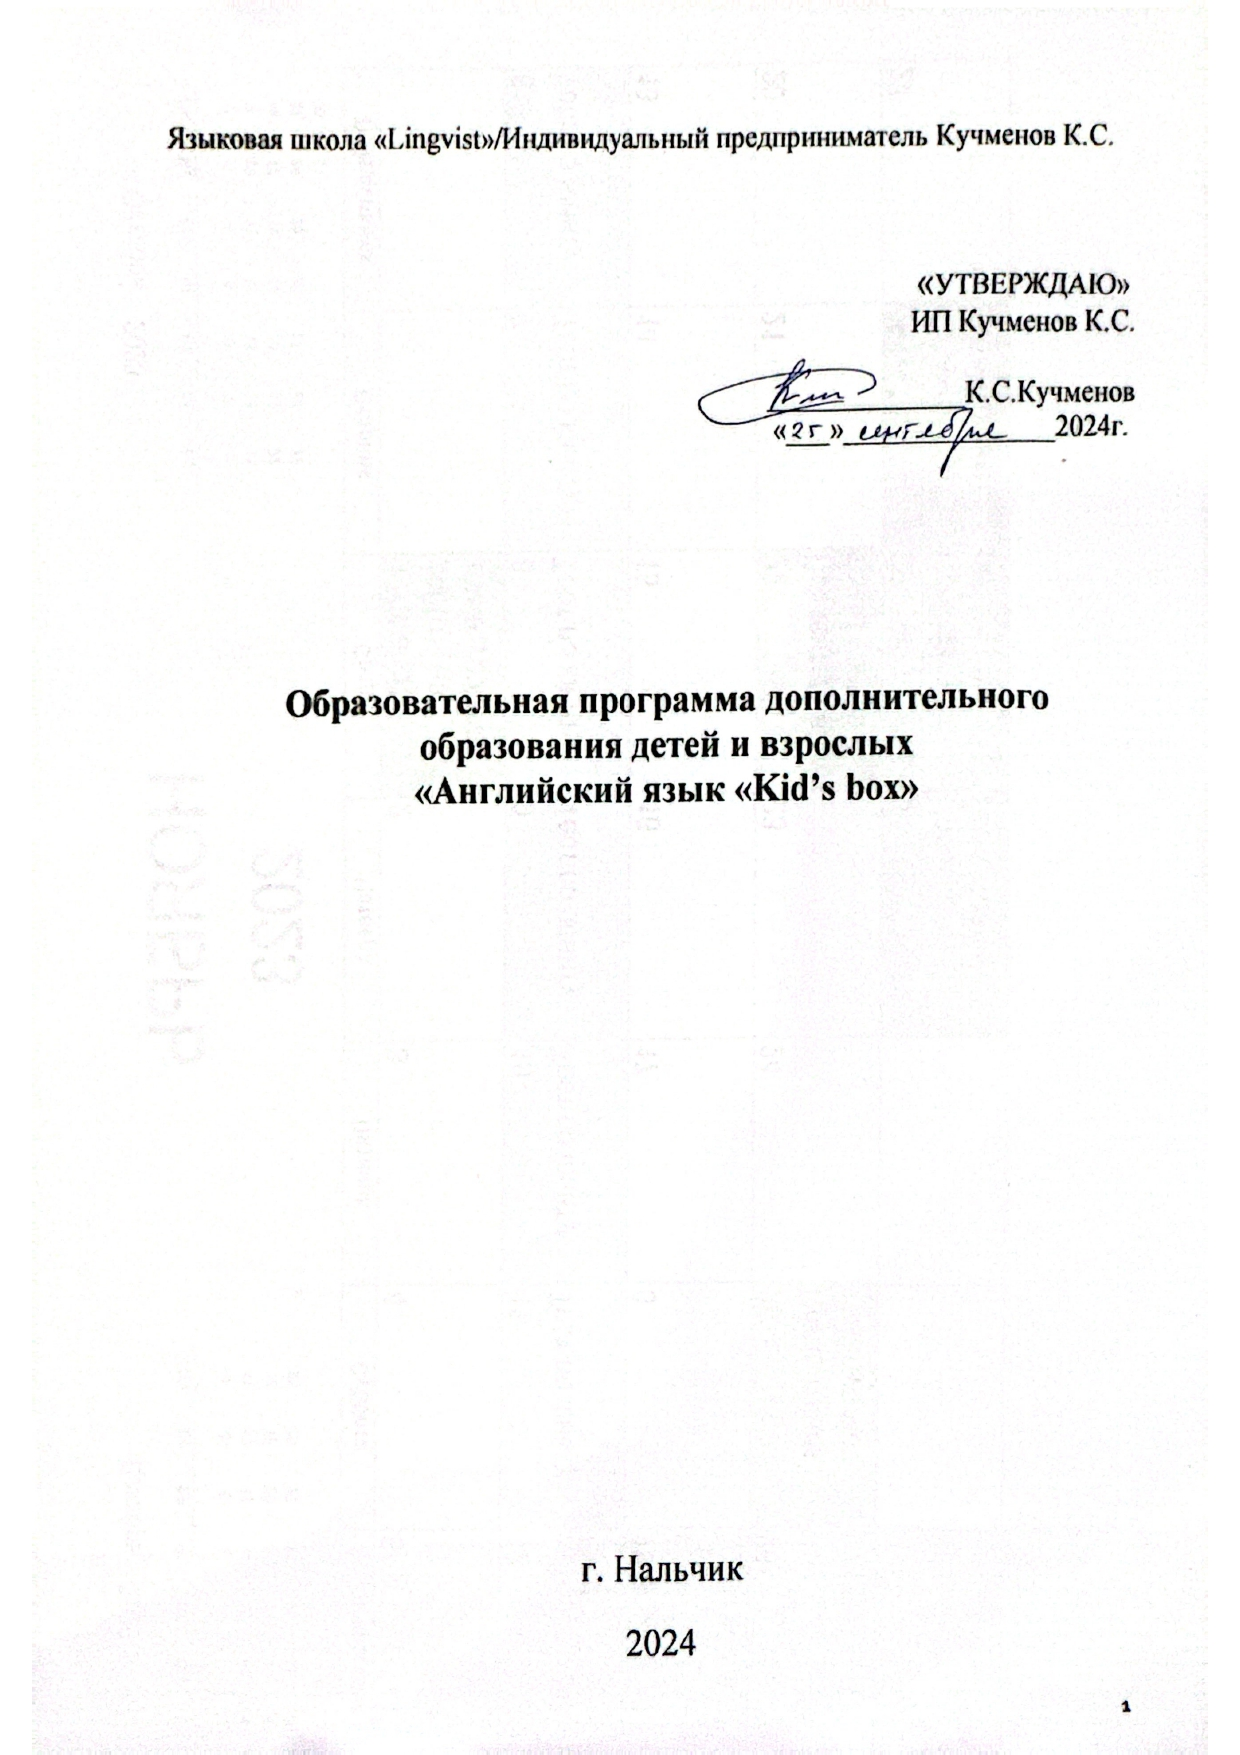 Языковая школа «Lingvist»/Индивидуальный предприниматель Кучменов К.С.
«УТВЕРЖДАЮ»
ИП Кучменов К.С.
К.С.Кучменов
«25» сентября 2024г.
Образовательная программа дополнительного
образования детей и взрослых
«Английский язык «Kid’s box»
г. Нальчик
2024
1